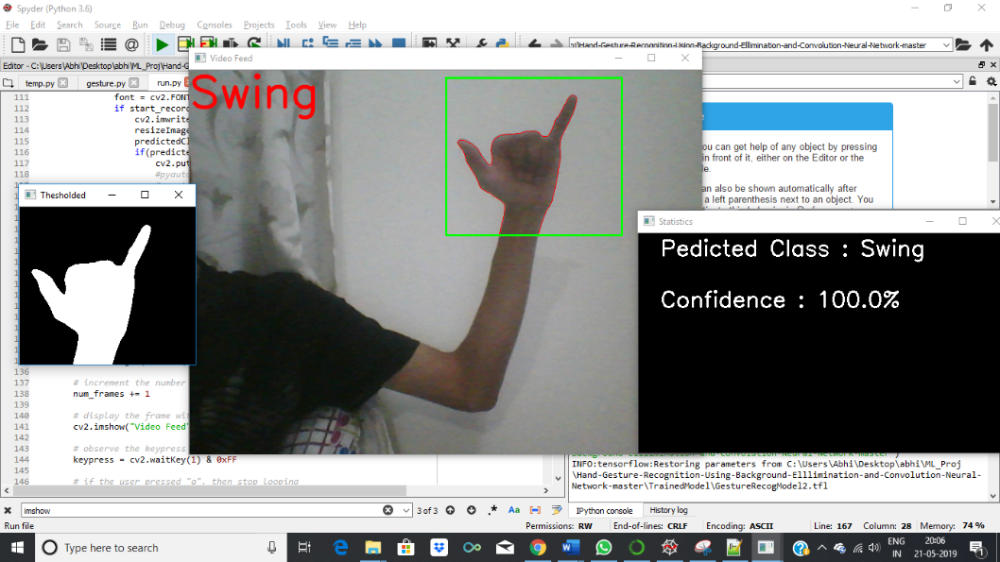 Spyder (Python 3.6)
File Edit Search Source Run Debug Consoles Projects Tools View Help
\Hand-Gesture-Recognition-Using-Background-Elllimination-and-Convolution-Neural-Network-master
Editor - C:\Users\Abhi\Desktop\abhi\ML_Proj\Hand-G
temp.py gesture.py run.py
Video Feed
Swing
111 font = cv2.FONT
112 if start_record
113 cv2.imwrite
114 resizeImage
115 predictedCl
116 if(predicte
117 cv2.put
118 #pyauto
ou can get help of any object by pressing
in front of it, either on the Editor or the
le.
an also be shown automatically after
a left parenthesis next to an object. You
Thesholded
Statistics
Pedicted Class : Swing
Confidence : 100.0%
136
137 # increment the number
138 num_frames += 1
139
140 # display the frame wit
141 cv2.imshow("Video Feed"
142
143 # observe the keypress
144 keypress = cv2.waitKey(1) & 0xFF
145
146 # if the user pressed "q", then stop looping
INFO:tensorflow:Restoring parameters from C:\Users\Abhi\Desktop\abhi\ML_Proj
\Hand-Gesture-Recognition-Using-Background-Elllimination-and-Convolution-Neural-
Network-master\TrainedModel\GestureRecogModel2.tfl
imshow 3 of 3 .* Aa
IPython console History log
Run file Permissions: RW End-of-lines: CRLF Encoding: ASCII Line: 167 Column: 28 Memory: 74 %
Type here to search
ENG 20:06
IN 21-05-2019
1